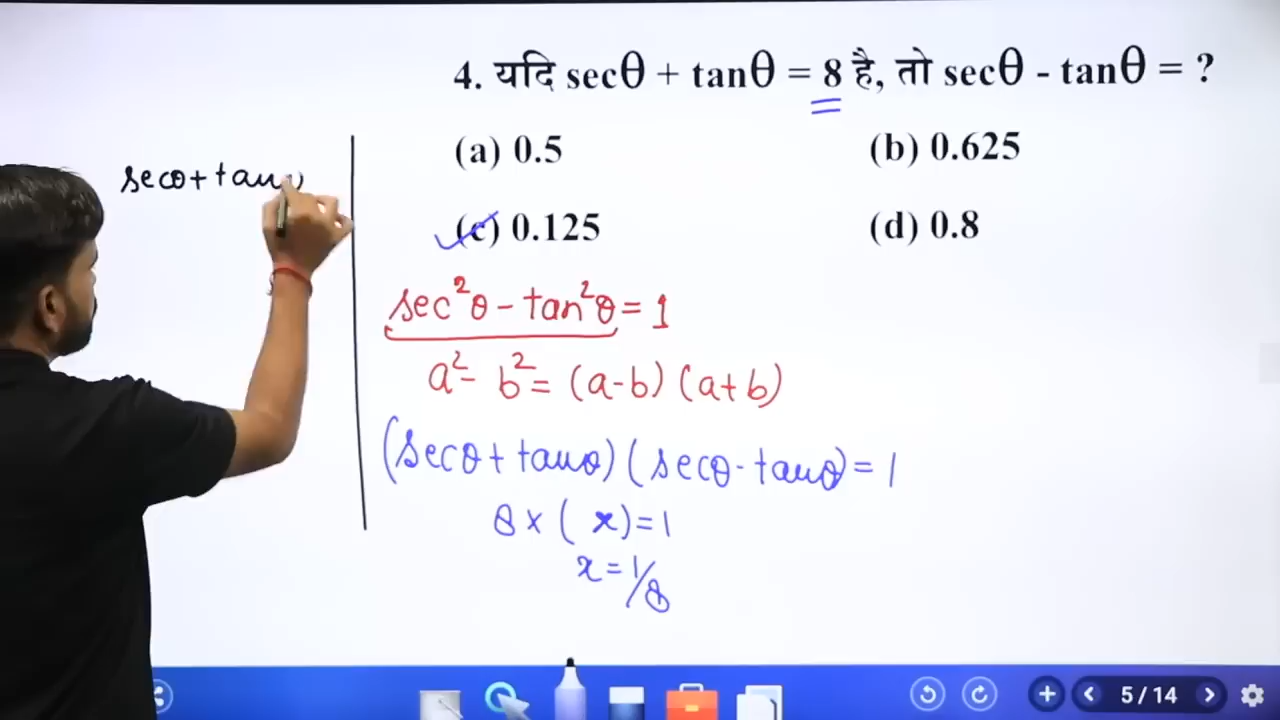 4. यदि secθ + tanθ = 8 है, तो secθ - tanθ = ?
(a) 0.5
(b) 0.625
(c) 0.125
(d) 0.8
secθ+tan
sec²θ - tan²θ = 1
a² - b² = (a-b) (a+b)
(secθ + tanθ) (secθ - tanθ) = 1
8 × ( x) = 1
x = 1/8
5 / 14